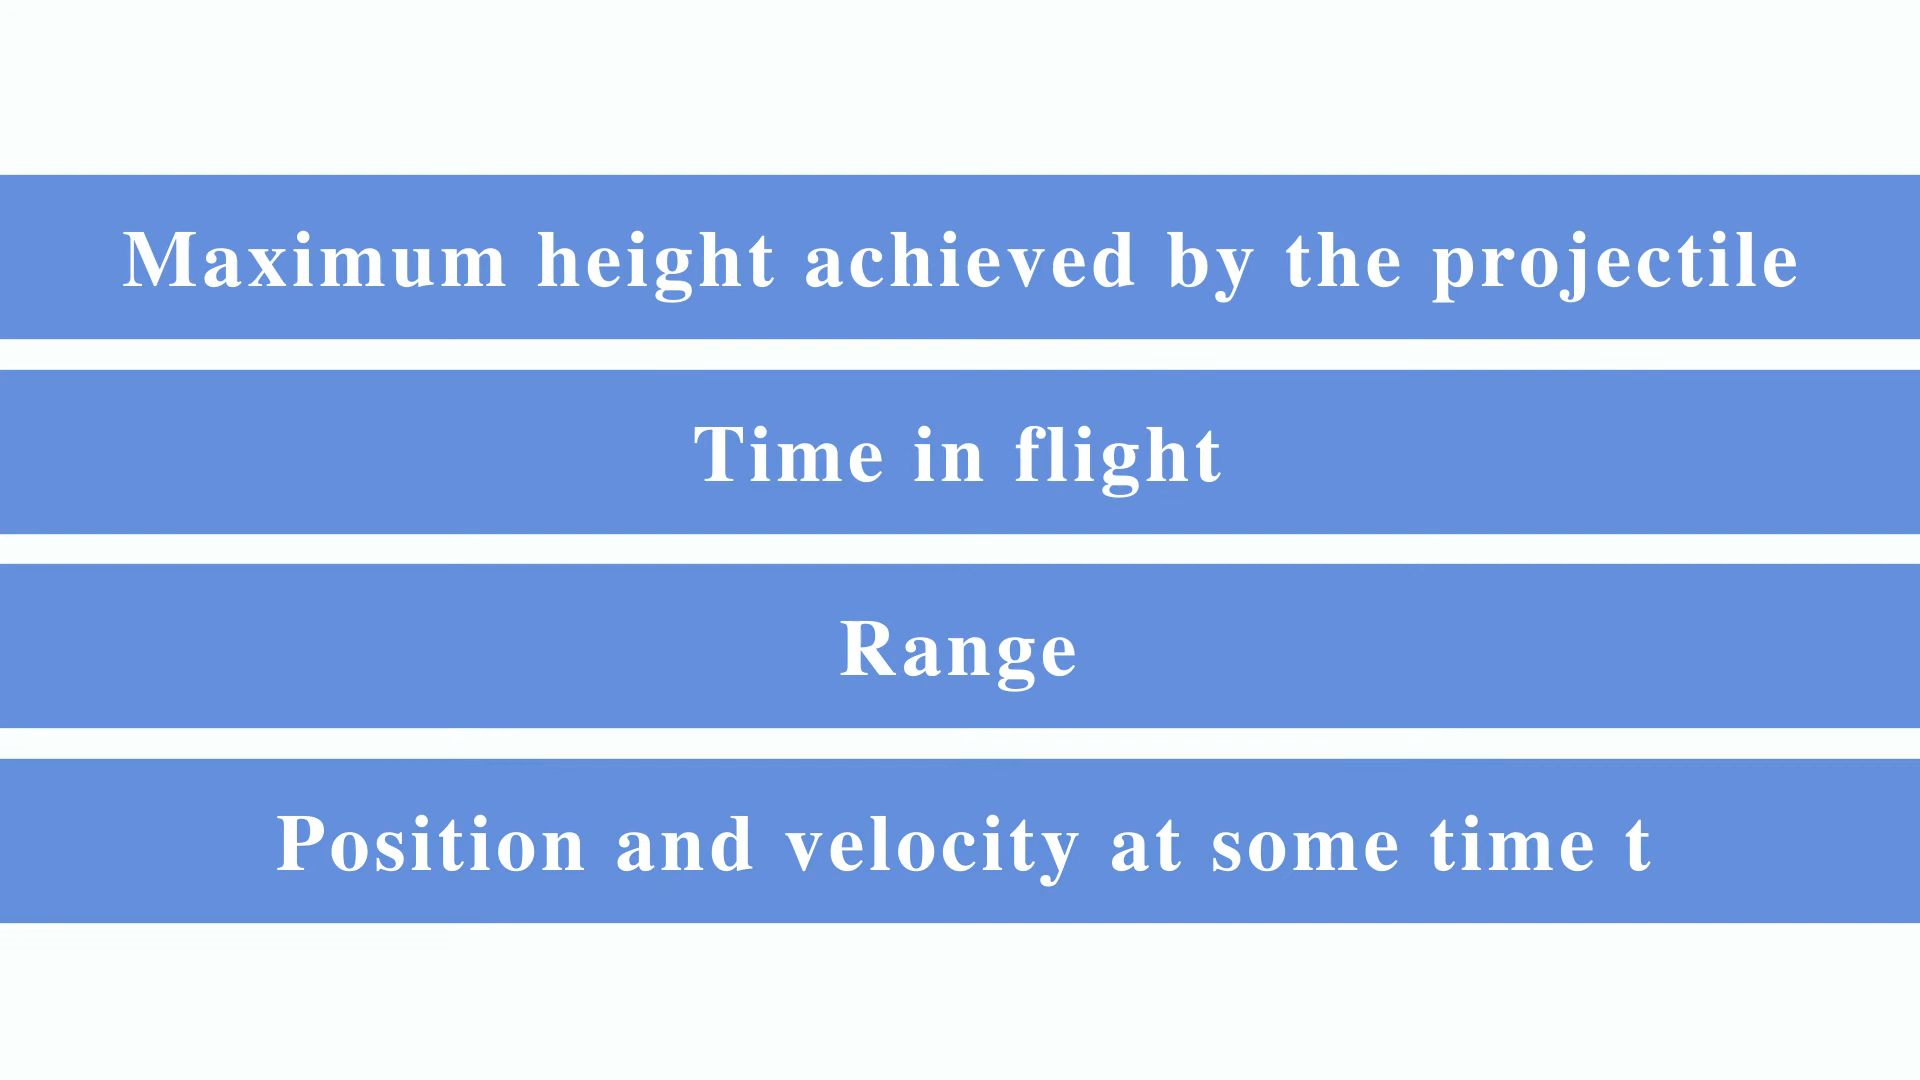 Maximum height achieved by the projectile
Time in flight
Range
Position and velocity at some time t